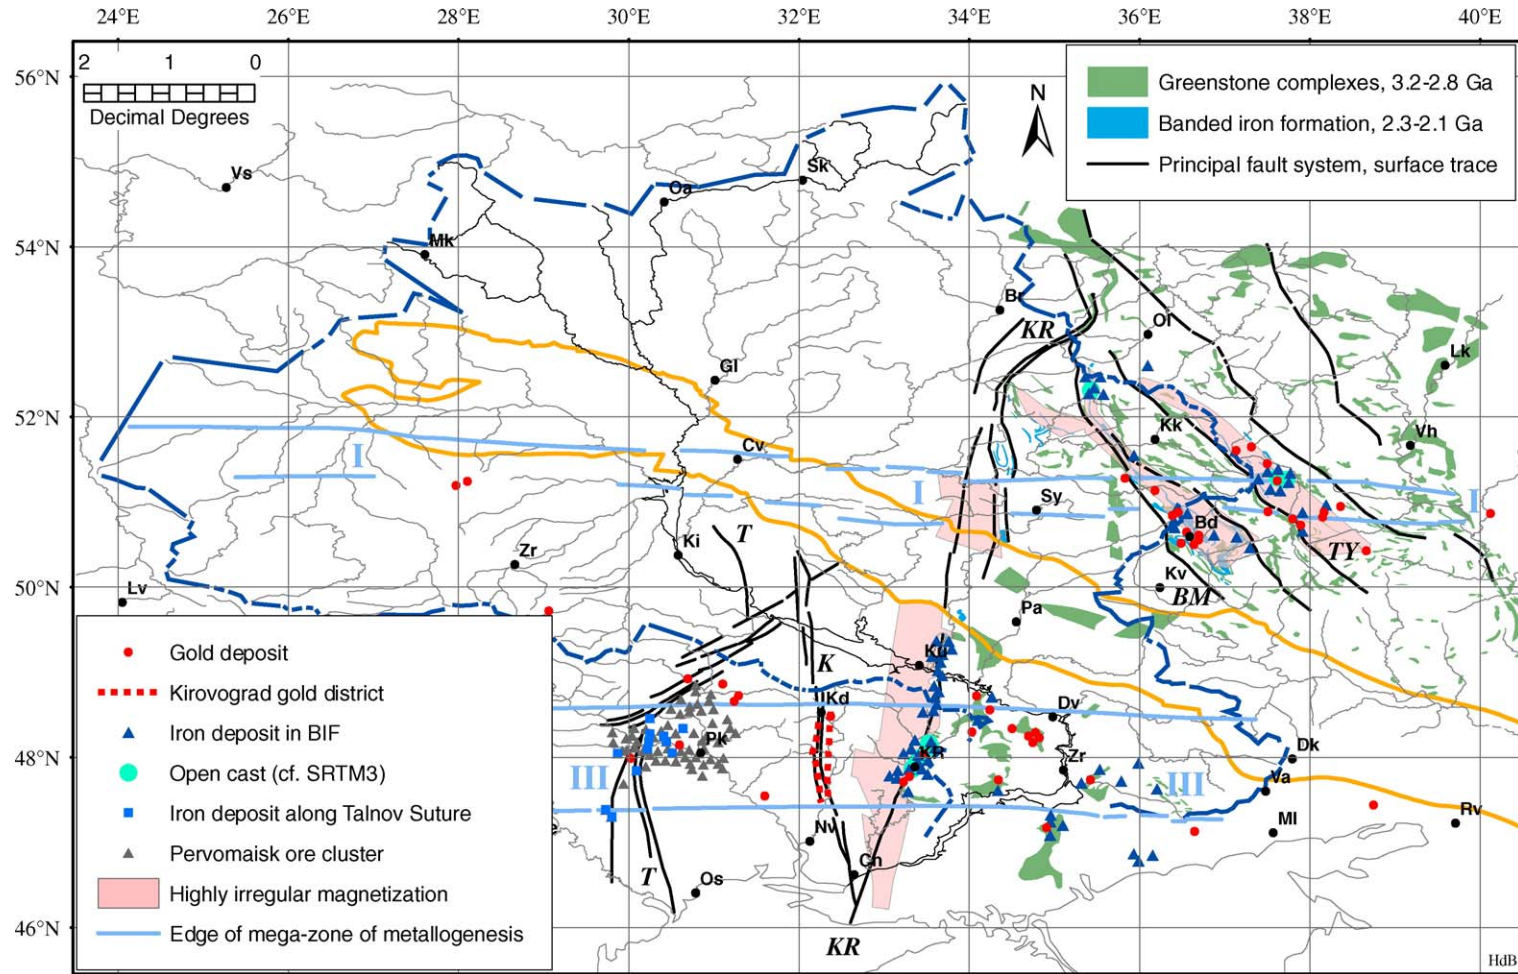 24°E 26°E 28°E 30°E 32°E 34°E 36°E 38°E 40°E
56°N
2 1 0
Decimal Degrees
N
Greenstone complexes, 3.2-2.8 Ga
Banded iron formation, 2.3-2.1 Ga
Principal fault system, surface trace
Vs
Sk
Oa
54°N
Mk
Br
KR
Ol
Lk
Gl
52°N
Kk
Vh
Cv
I
I
I
Sy
Bd
T
Ki
TY
Zr
50°N
Kv
BM
Lv
Pa
Gold deposit
Kirovograd gold district
Iron deposit in BIF
Open cast (cf. SRTM3)
Iron deposit along Talnov Suture
Pervomaisk ore cluster
Highly irregular magnetization
Edge of mega-zone of metallogenesis
K
Ku
Kd
Dv
48°N
Pk
KR
Zr
Dk
III
III
Va
Nv
Ml
Rv
Ch
T
Os
46°N
KR
HdB